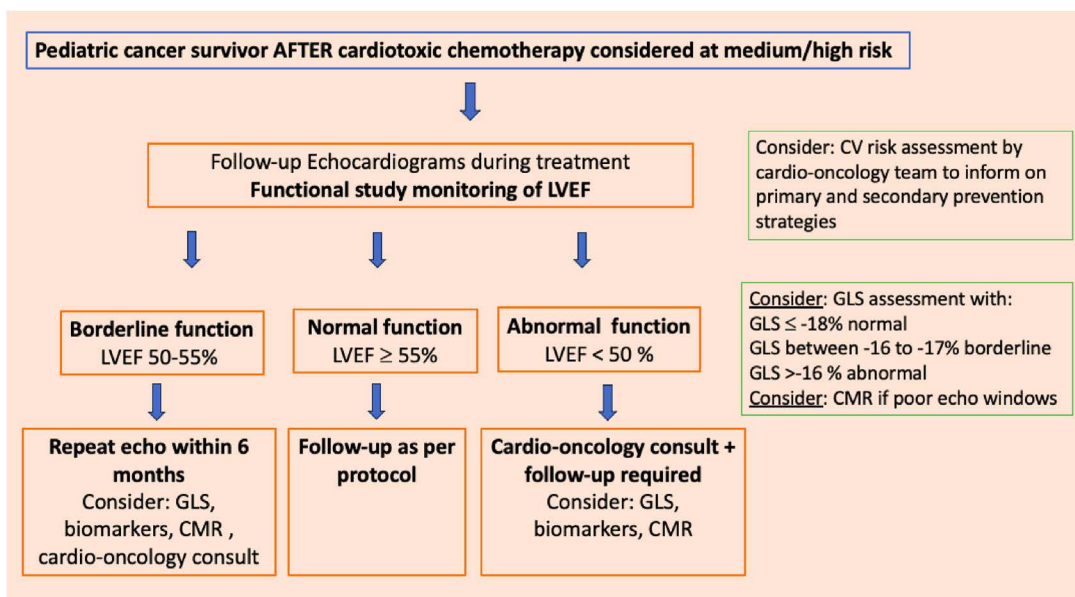 Pediatric cancer survivor AFTER cardiotoxic chemotherapy considered at medium/high risk
Follow-up Echocardiograms during treatment
Functional study monitoring of LVEF
Consider: CV risk assessment by
cardio-oncology team to inform on
primary and secondary prevention
strategies
Borderline function
LVEF 50-55%
Normal function
LVEF ≥ 55%
Abnormal  function
LVEF < 50 %
Consider: GLS assessment with:
GLS ≤ -18% normal
GLS between -16 to -17% borderline
GLS >-16 % abnormal
Consider: CMR if poor echo windows
Repeat echo within 6
months
Consider: GLS,
biomarkers, CMR ,
cardio-oncology consult
Follow-up as per
protocol
Cardio-oncology consult +
follow-up required
Consider: GLS,
biomarkers, CMR